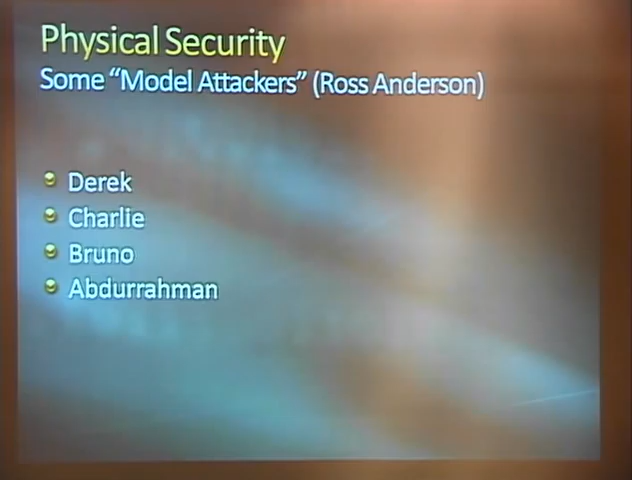 Physical Security
Some “Model Attackers” (Ross Anderson)
Derek
Charlie
Bruno
Abdurrahman